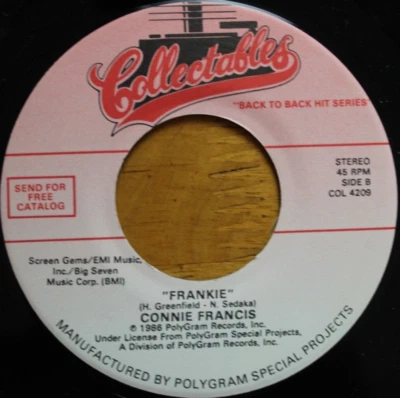 Collectables
"BACK TO BACK HIT SERIES"
STEREO
45 RPM
SIDE B
COL 4209
SEND FOR
FREE
CATALOG
Screen Gems/EMI Music,
Inc./Big Seven
Music Corp. (BMI)
"FRANKIE"
(H. Greenfield - N. Sedaka)
CONNIE FRANCIS
© 1986 PolyGram Records, Inc.
Under License From PolyGram Special Projects,
A Division of PolyGram Records, Inc.
MANUFACTURED BY POLYGRAM SPECIAL PROJECTS